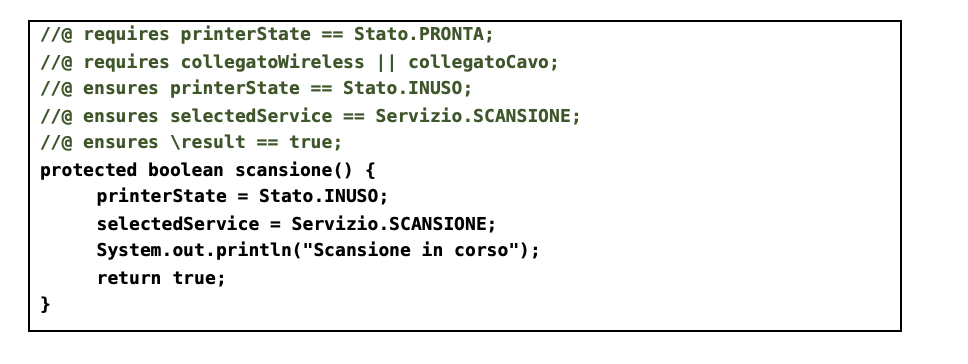 //@ requires printerState == Stato.PRONTA;
//@ requires collegatoWireless || collegatoCavo;
//@ ensures printerState == Stato.INUSO;
//@ ensures selectedService == Servizio.SCANSIONE;
//@ ensures \result == true;
protected boolean scansione() {
printerState = Stato.INUSO;
selectedService = Servizio.SCANSIONE;
System.out.println("Scansione in corso");
return true;
}